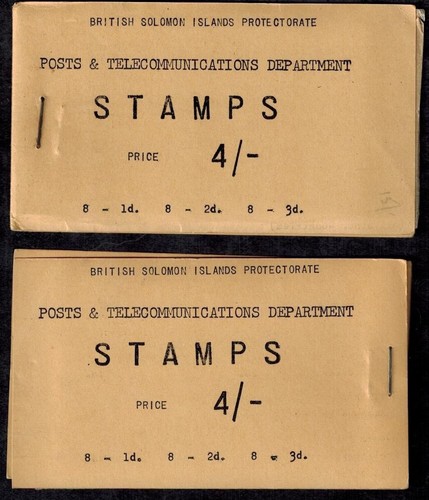 BRITISH SOLOMON ISLANDS PROTECTORATE
POSTS & TELECOMMUNICATIONS DEPARTMENT
STAMPS
PRICE 4/-
8 - 1d. 8 - 2d. 8 - 3d.
BRITISH SOLOMON ISLANDS PROTECTORATE
POSTS & TELECOMMUNICATIONS DEPARTMENT
STAMPS
PRICE 4/-
8 - 1d. 8 - 2d. 8 - 3d.